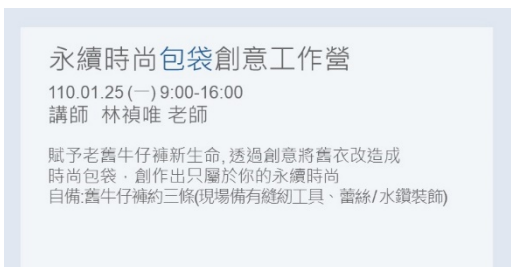 永續時尚包袋創意工作營
110.01.25 (一) 9:00-16:00
講師 林禎唯 老師
賦予老舊牛仔褲新生命, 透過創意將舊衣改造成
時尚包袋，創作出只屬於你的永續時尚
自備:舊牛仔褲約三條(現場備有縫紉工具、蕾絲/水鑽裝飾)